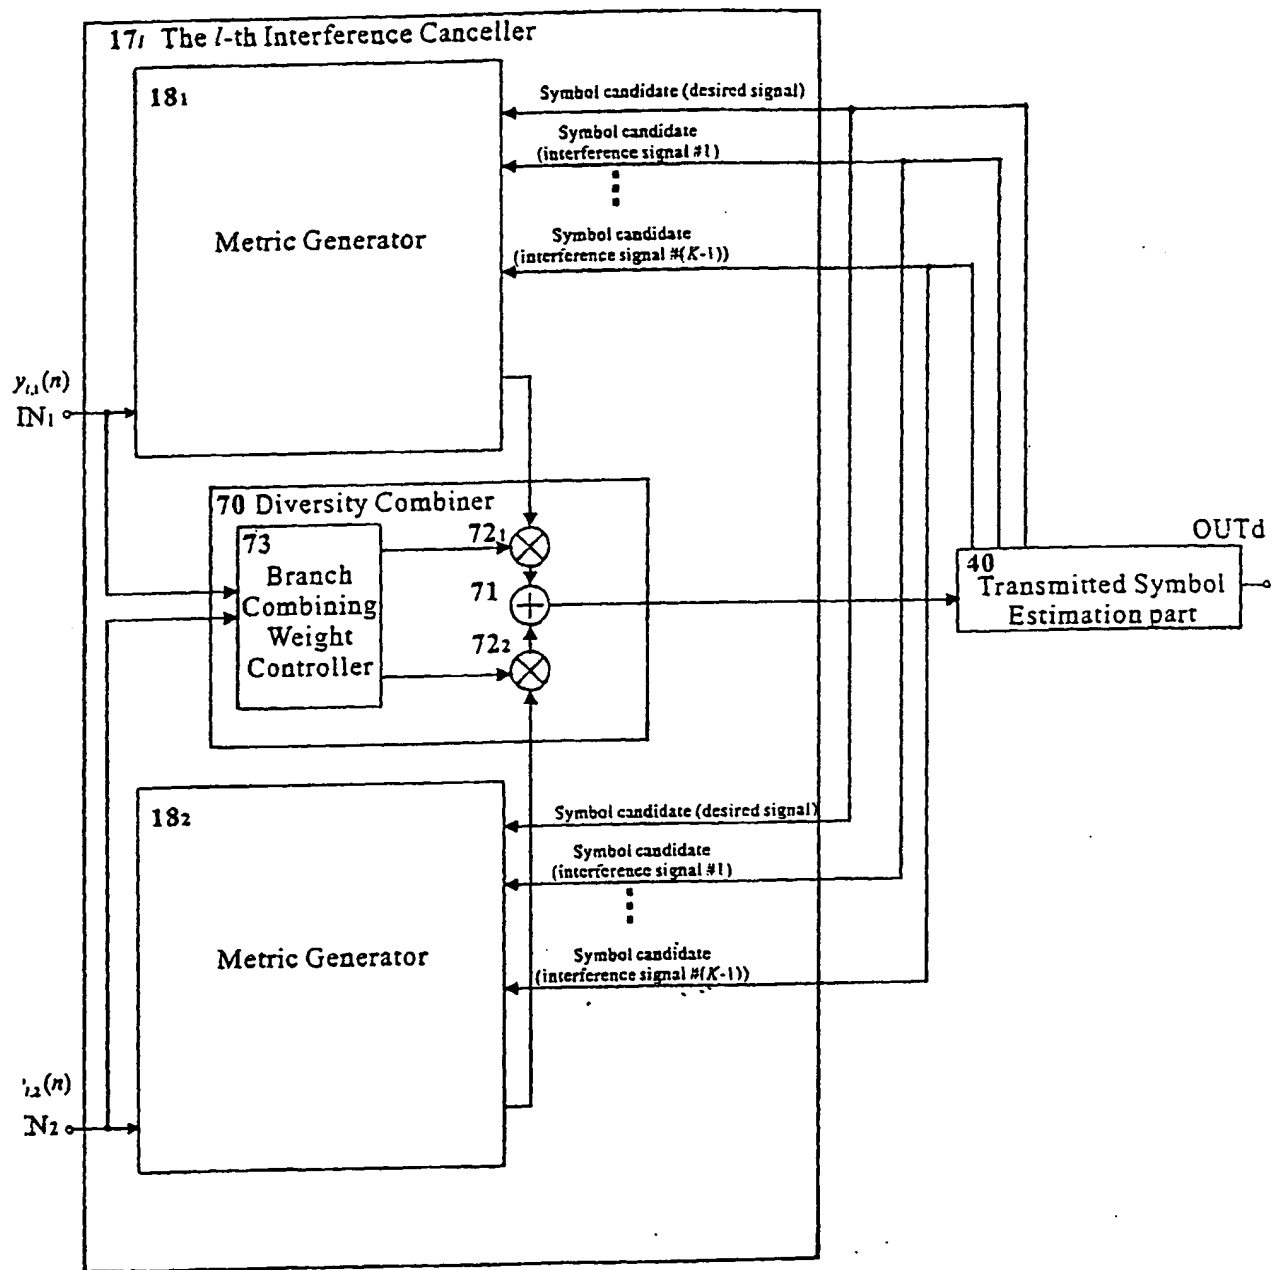 17l The l-th Interference Canceller
181
Symbol candidate (desired signal)
Symbol candidate
(interference signal #1)
Symbol candidate
(interference signal #(K-1))
Metric Generator
yl,1(n)
IN1
70 Diversity Combiner
73
Branch
Combining
Weight
Controller
721
71
722
OUTd
40
Transmitted Symbol
Estimation part
182
Symbol candidate (desired signal)
Symbol candidate
(interference signal #1)
Symbol candidate
(interference signal #(K-1))
Metric Generator
l,2(n)
IN2